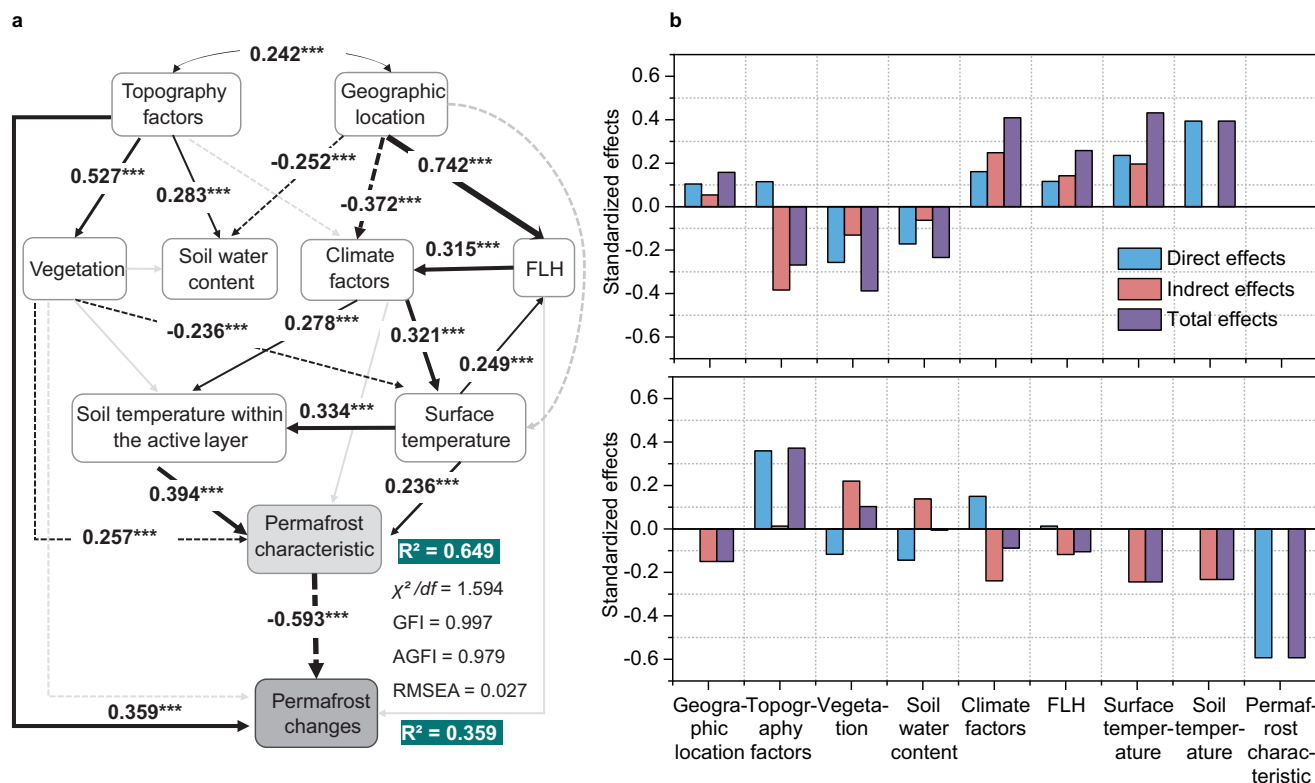 a
0.242***
Topography
factors
Geographic
location
-0.252***
0.742***
0.527***
0.283***
-0.372***
Vegetation
Soil water
content
Climate
factors
0.315***
FLH
-0.236***
0.278***
0.321***
0.249***
Soil temperature within
the active layer
0.334***
Surface
temperature
0.394***
0.236***
0.257***
Permafrost
characteristic
R² = 0.649
χ²/df = 1.594
GFI = 0.997
AGFI = 0.979
RMSEA = 0.027
-0.593***
Permafrost
changes
0.359***
R² = 0.359
b
Standardized effects
0.6
0.4
0.2
0.0
-0.2
-0.4
-0.6
Direct effects
Indirect effects
Total effects
Standardized effects
0.6
0.4
0.2
0.0
-0.2
-0.4
-0.6
Geogra-
phic
location
Topogr-
aphy
factors
Vegeta-
tion
Soil
water
content
Climate
factors
FLH
Surface
temper-
ature
Soil
temper-
ature
Permaf-
rost
charac-
teristic